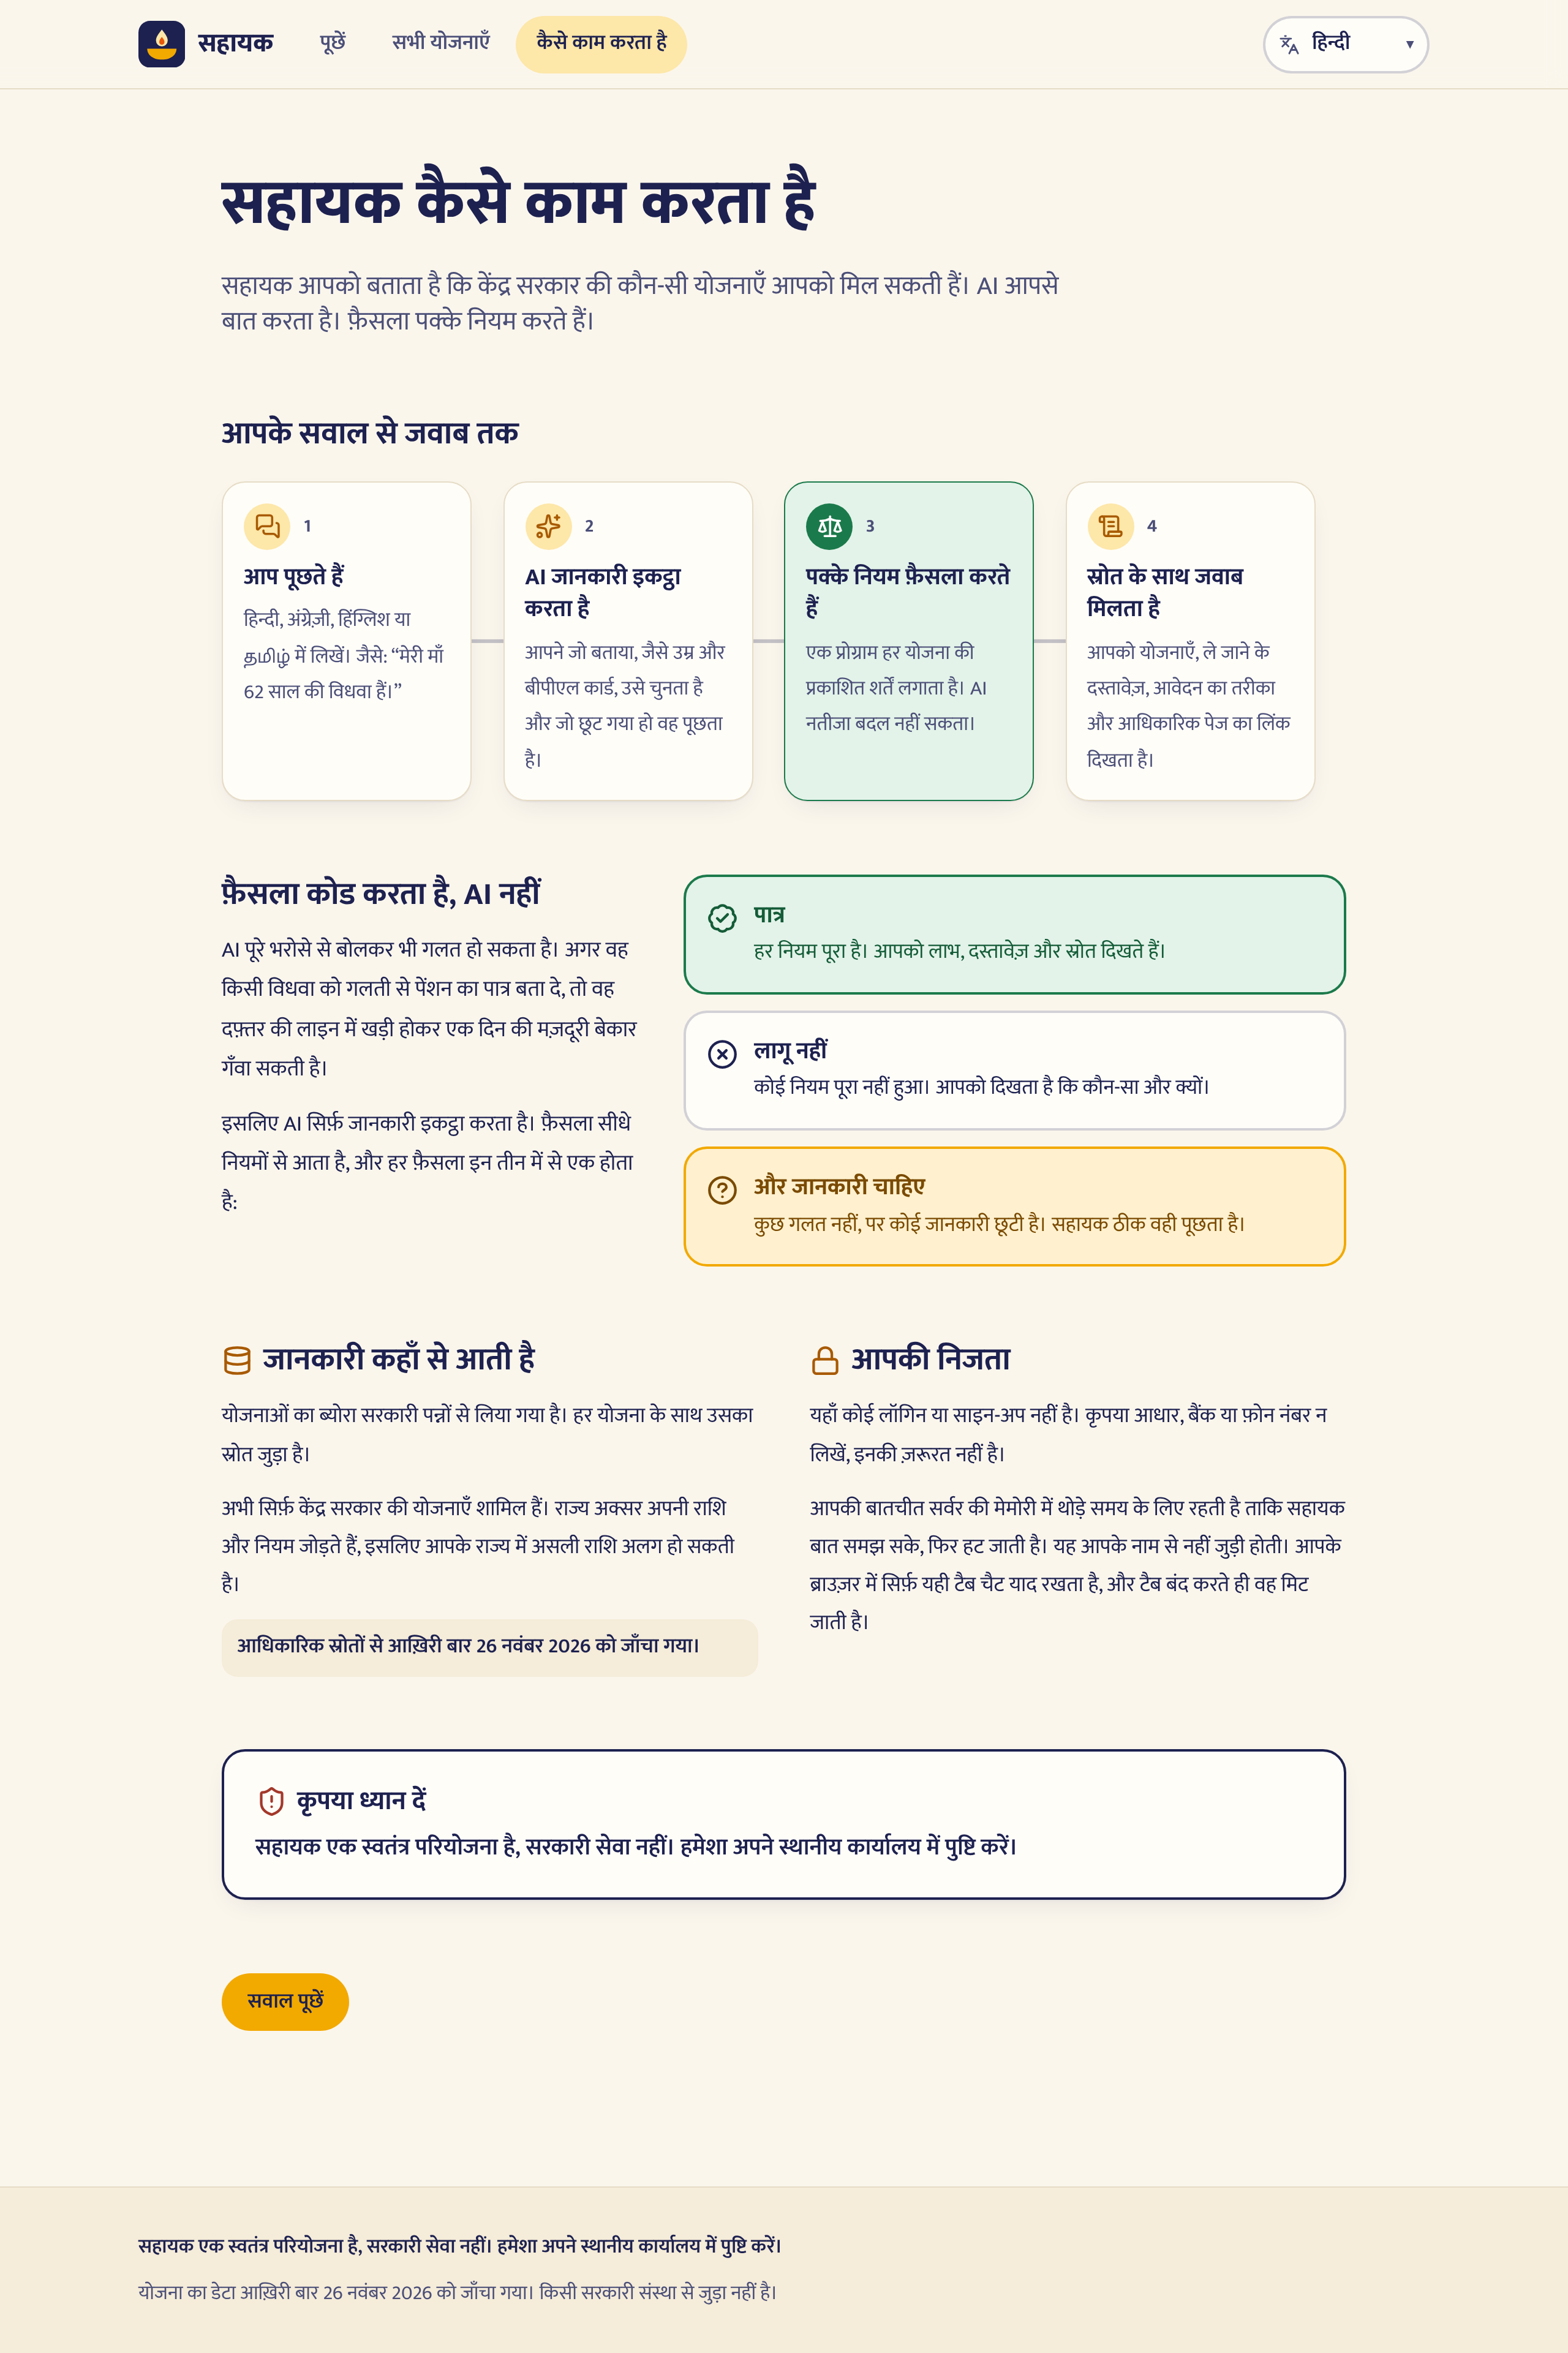 सहायक
पूछें
सभी योजनाएँ
कैसे काम करता है
हिन्दी
सहायक कैसे काम करता है
सहायक आपको बताता है कि केंद्र सरकार की कौन-सी योजनाएँ आपको मिल सकती हैं। AI आपसे
बात करता है। फ़ैसला पक्के नियम करते हैं।
आपके सवाल से जवाब तक
1
आप पूछते हैं
हिन्दी, अंग्रेज़ी, हिंग्लिश या
தமிழ் में लिखें। जैसे: “मेरी माँ
62 साल की विधवा हैं।”
2
AI जानकारी इकट्ठा
करता है
आपने जो बताया, जैसे उम्र और
बीपीएल कार्ड, उसे चुनता है
और जो छूट गया हो वह पूछता
है।
3
पक्के नियम फ़ैसला करते
हैं
एक प्रोग्राम हर योजना की
प्रकाशित शर्तें लगाता है। AI
नतीजा बदल नहीं सकता।
4
स्रोत के साथ जवाब
मिलता है
आपको योजनाएँ, ले जाने के
दस्तावेज़, आवेदन का तरीका
और आधिकारिक पेज का लिंक
दिखता है।
फ़ैसला कोड करता है, AI नहीं
AI पूरे भरोसे से बोलकर भी गलत हो सकता है। अगर वह
किसी विधवा को गलती से पेंशन का पात्र बता दे, तो वह
दफ़्तर की लाइन में खड़ी होकर एक दिन की मज़दूरी बेकार
गँवा सकती है।
इसलिए AI सिर्फ़ जानकारी इकट्ठा करता है। फ़ैसला सीधे
नियमों से आता है, और हर फ़ैसला इन तीन में से एक होता
है:
पात्र
हर नियम पूरा है। आपको लाभ, दस्तावेज़ और स्रोत दिखते हैं।
लागू नहीं
कोई नियम पूरा नहीं हुआ। आपको दिखता है कि कौन-सा और क्यों।
और जानकारी चाहिए
कुछ गलत नहीं, पर कोई जानकारी छूटी है। सहायक ठीक वही पूछता है।
जानकारी कहाँ से आती है
योजनाओं का ब्योरा सरकारी पन्नों से लिया गया है। हर योजना के साथ उसका
स्रोत जुड़ा है।
अभी सिर्फ़ केंद्र सरकार की योजनाएँ शामिल हैं। राज्य अक्सर अपनी राशि
और नियम जोड़ते हैं, इसलिए आपके राज्य में असली राशि अलग हो सकती
है।
आधिकारिक स्रोतों से आख़िरी बार 26 नवंबर 2026 को जाँचा गया।
आपकी निजता
यहाँ कोई लॉगिन या साइन-अप नहीं है। कृपया आधार, बैंक या फ़ोन नंबर न
लिखें, इनकी ज़रूरत नहीं है।
आपकी बातचीत सर्वर की मेमोरी में थोड़े समय के लिए रहती है ताकि सहायक
बात समझ सके, फिर हट जाती है। यह आपके नाम से नहीं जुड़ी होती। आपके
ब्राउज़र में सिर्फ़ यही टैब चैट याद रखता है, और टैब बंद करते ही वह मिट
जाती है।
कृपया ध्यान दें
सहायक एक स्वतंत्र परियोजना है, सरकारी सेवा नहीं। हमेशा अपने स्थानीय कार्यालय में पुष्टि करें।
सवाल पूछें
सहायक एक स्वतंत्र परियोजना है, सरकारी सेवा नहीं। हमेशा अपने स्थानीय कार्यालय में पुष्टि करें।
योजना का डेटा आख़िरी बार 26 नवंबर 2026 को जाँचा गया। किसी सरकारी संस्था से जुड़ा नहीं है।